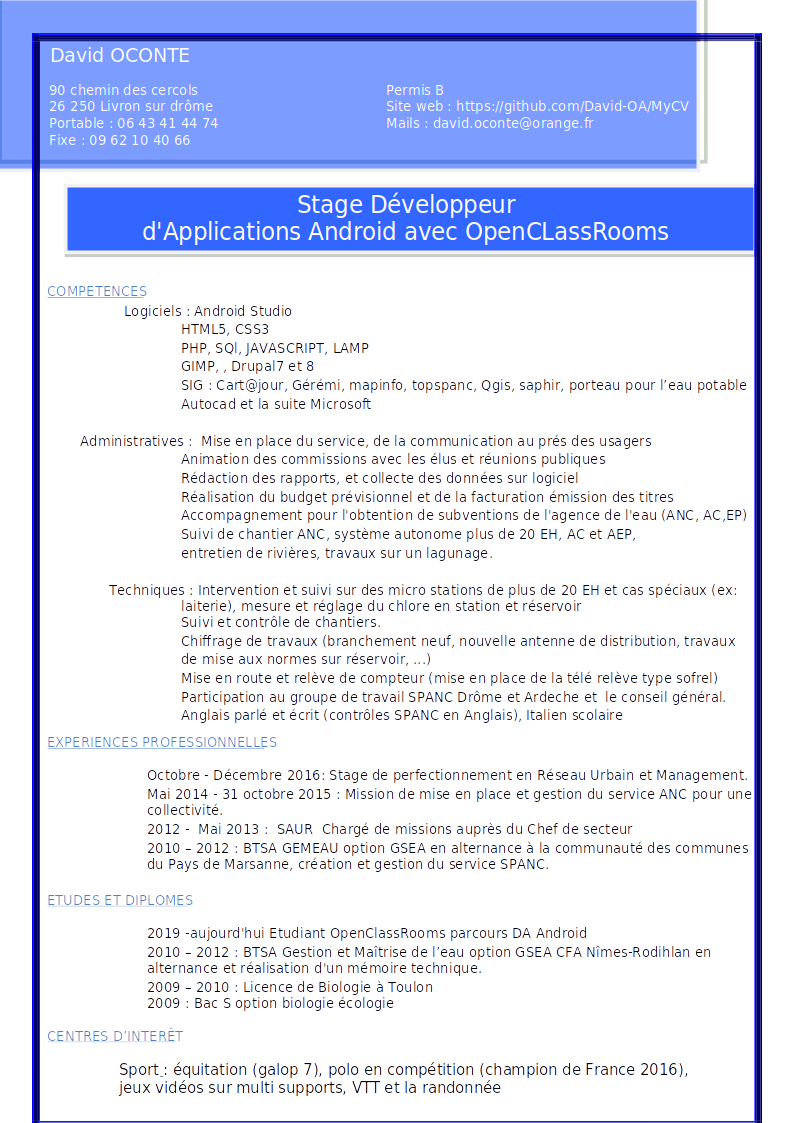 David OCONTE
90 chemin des cercols
26 250 Livron sur drôme
Portable : 06 43 41 44 74
Fixe : 09 62 10 40 66
Permis B
Site web : https://github.com/David-OA/MyCV
Mails : david.oconte@orange.fr
Stage Développeur
d'Applications Android avec OpenCLassRooms
COMPETENCES
Logiciels : Android Studio
HTML5, CSS3
PHP, SQl, JAVASCRIPT, LAMP
GIMP, , Drupal7 et 8
SIG : Cart@jour, Gérémi, mapinfo, topspanc, Qgis, saphir, porteau pour l’eau potable
Autocad et la suite Microsoft
Administratives : Mise en place du service, de la communication au prés des usagers
Animation des commissions avec les élus et réunions publiques
Rédaction des rapports, et collecte des données sur logiciel
Réalisation du budget prévisionnel et de la facturation émission des titres
Accompagnement pour l'obtention de subventions de l'agence de l'eau (ANC, AC,EP)
Suivi de chantier ANC, système autonome plus de 20 EH, AC et AEP,
entretien de rivières, travaux sur un lagunage.
Techniques : Intervention et suivi sur des micro stations de plus de 20 EH et cas spéciaux (ex:
laiterie), mesure et réglage du chlore en station et réservoir
Suivi et contrôle de chantiers.
Chiffrage de travaux (branchement neuf, nouvelle antenne de distribution, travaux
de mise aux normes sur réservoir, ...)
Mise en route et relève de compteur (mise en place de la télé relève type sofrel)
Participation au groupe de travail SPANC Drôme et Ardeche et le conseil général.
Anglais parlé et écrit (contrôles SPANC en Anglais), Italien scolaire
EXPERIENCES PROFESSIONNELLES
Octobre - Décembre 2016: Stage de perfectionnement en Réseau Urbain et Management.
Mai 2014 - 31 octobre 2015 : Mission de mise en place et gestion du service ANC pour une
collectivité.
2012 - Mai 2013 : SAUR Chargé de missions auprès du Chef de secteur
2010 – 2012 : BTSA GEMEAU option GSEA en alternance à la communauté des communes
du Pays de Marsanne, création et gestion du service SPANC.
ETUDES ET DIPLOMES
2019 -aujourd'hui Etudiant OpenClassRooms parcours DA Android
2010 – 2012 : BTSA Gestion et Maîtrise de l’eau option GSEA CFA Nîmes-Rodihlan en
alternance et réalisation d'un mémoire technique.
2009 – 2010 : Licence de Biologie à Toulon
2009 : Bac S option biologie écologie
CENTRES D’INTERÊT
Sport : équitation (galop 7), polo en compétition (champion de France 2016),
jeux vidéos sur multi supports, VTT et la randonnée